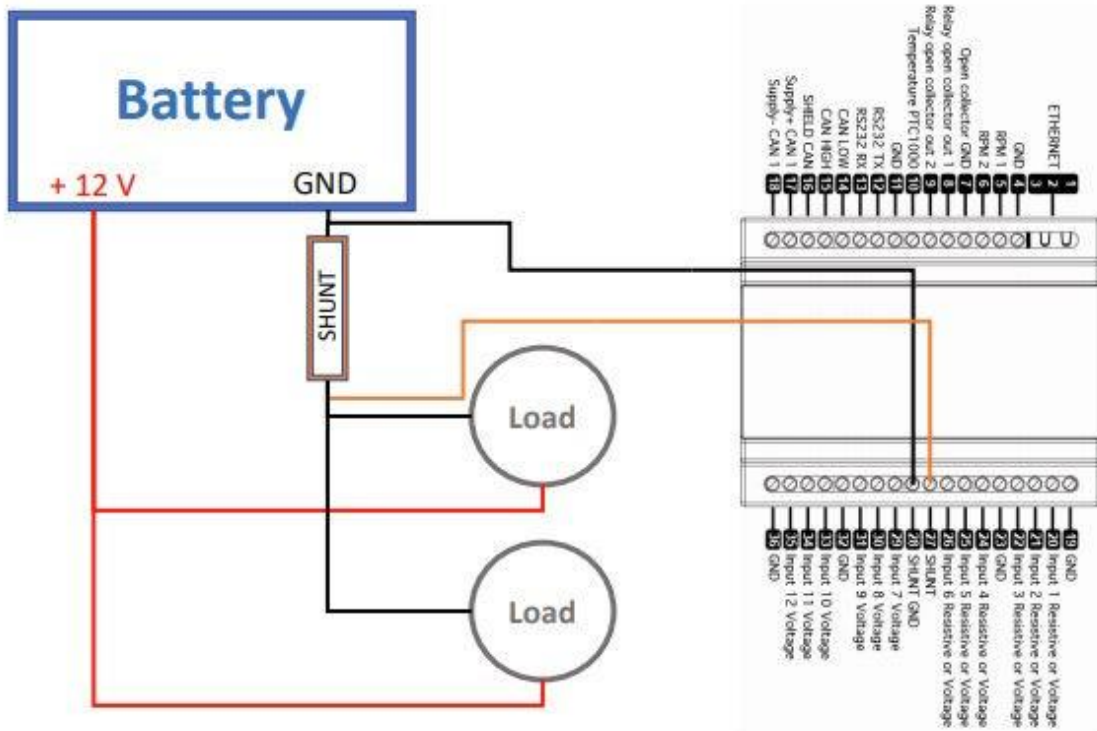 Battery
+ 12 V
GND
SHUNT
Load
Load
Supply- CAN 1
Supply+ CAN 1
SHIELD CAN
CAN HIGH
CAN LOW
RS232 RX
RS232 TX
GND
Temperature PTC1000
Relay open collector out 2
Relay open collector out 1
Open collector GND
RPM 2
RPM 1
GND
ETHERNET
18
17
16
15
14
13
12
11
10
9
8
7
6
5
4
3
2
1
36
35
34
33
32
31
30
29
28
27
26
25
24
23
22
21
20
19
GND
Input 12 Voltage
Input 11 Voltage
Input 10 Voltage
GND
Input 9 Voltage
Input 8 Voltage
Input 7 Voltage
SHUNT GND
SHUNT
Input 6 Resistive or Voltage
Input 5 Resistive or Voltage
Input 4 Resistive or Voltage
GND
Input 3 Resistive or Voltage
Input 2 Resistive or Voltage
Input 1 Resistive or Voltage
GND